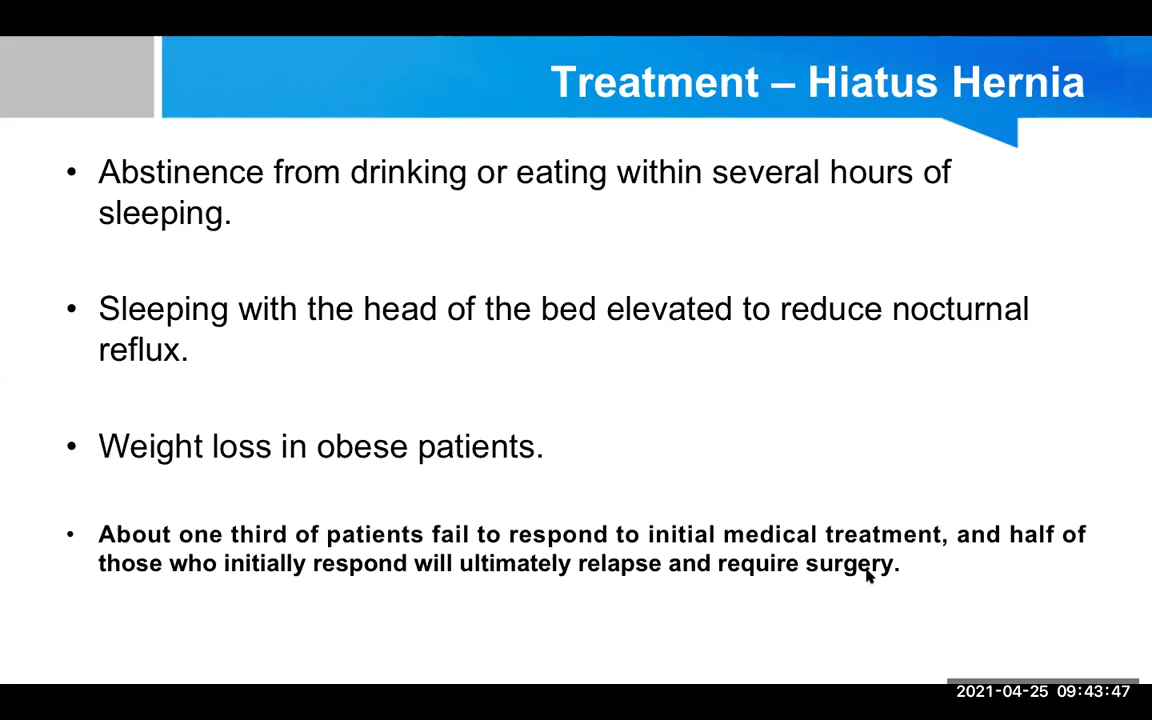 Treatment – Hiatus Hernia
• Abstinence from drinking or eating within several hours of
sleeping.
• Sleeping with the head of the bed elevated to reduce nocturnal
reflux.
• Weight loss in obese patients.
• About one third of patients fail to respond to initial medical treatment, and half of
those who initially respond will ultimately relapse and require surgery.
2021-04-25 09:43:47